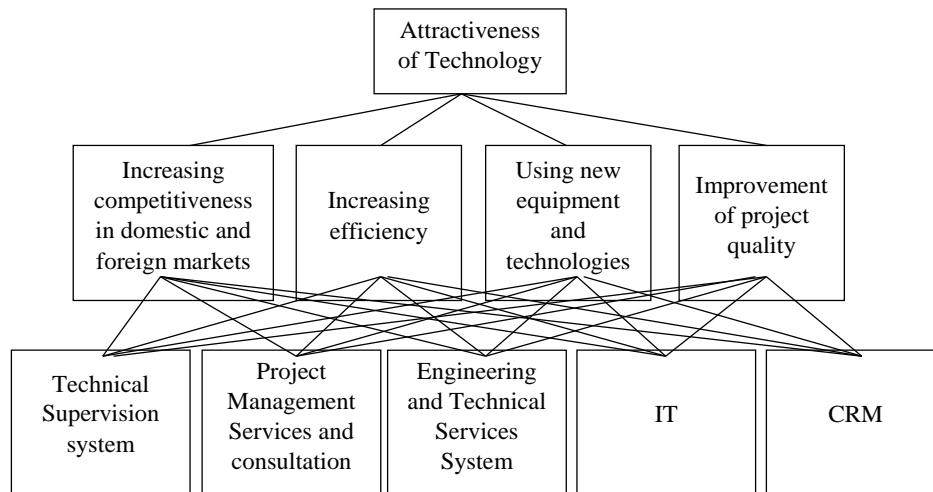 Attractiveness
of Technology
Increasing
competitiveness
in domestic and
foreign markets
Increasing
efficiency
Using new
equipment
and
technologies
Improvement
of project
quality
Technical
Supervision
system
Project
Management
Services and
consultation
Engineering
and Technical
Services
System
IT
CRM